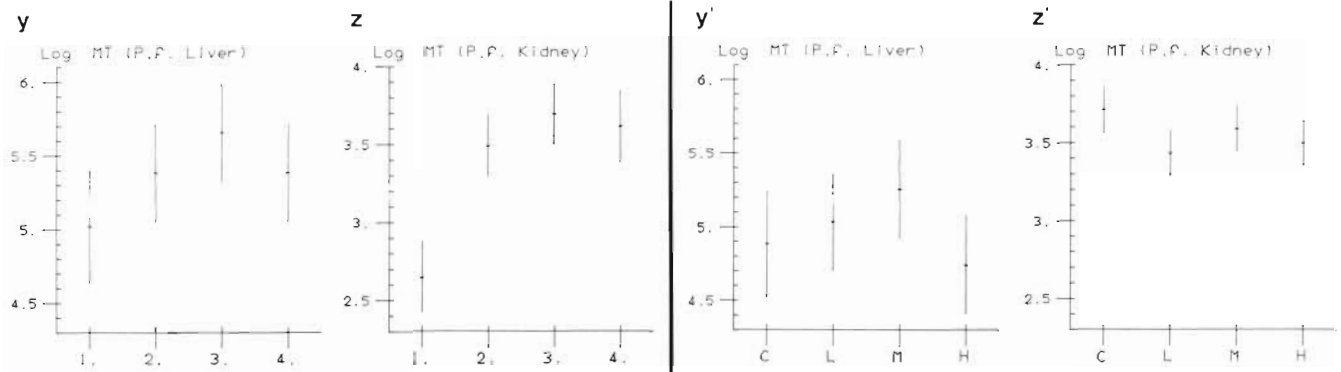 y
Log MT (P.f. Liver)
6.
5.5
5.
4.5
1. 2. 3. 4.
z
Log MT (P.f. Kidney)
4.
3.5
3.
2.5
1. 2. 3. 4.
y'
Log MT (P.f. Liver)
6.
5.5
5.
4.5
C L M H
z'
Log MT (P.f. Kidney)
4.
3.5
3.
2.5
C L M H